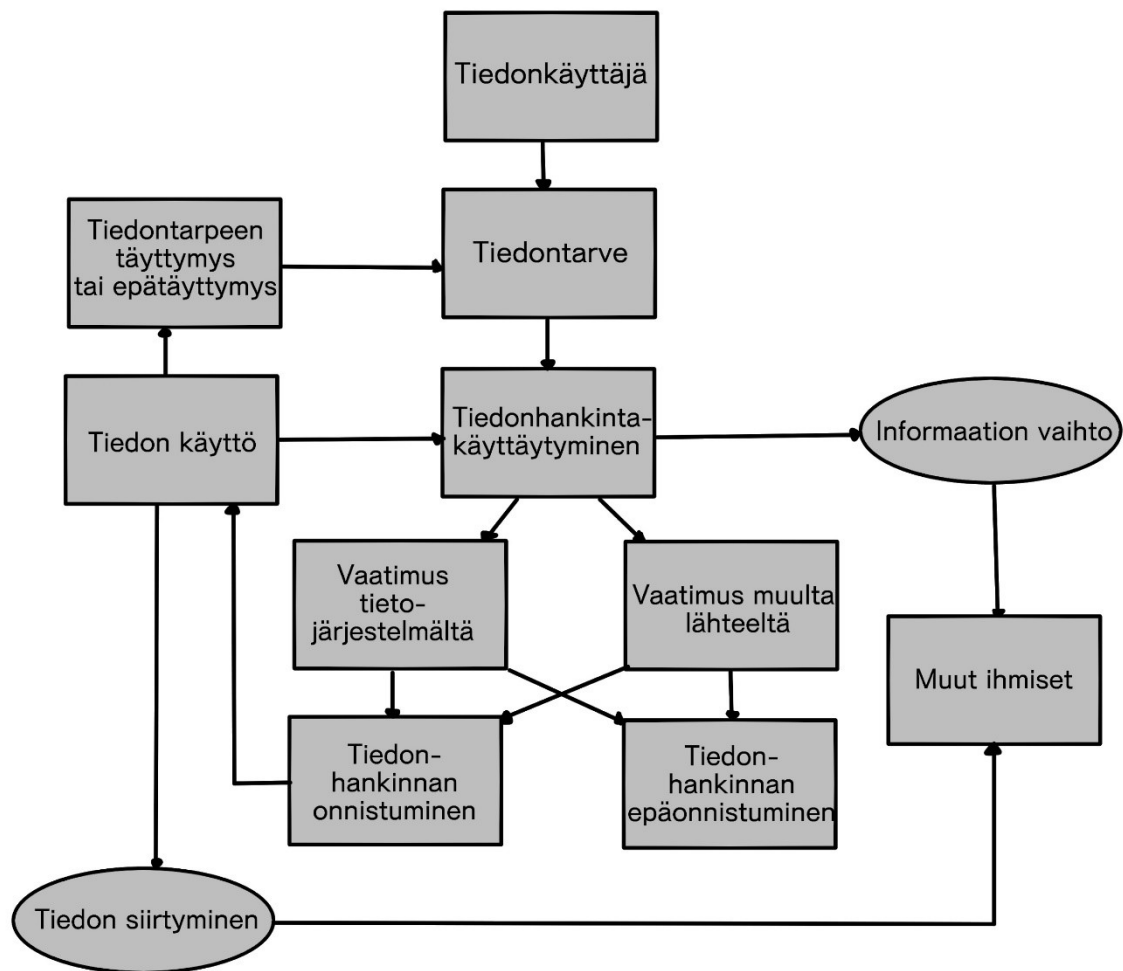 Tiedonkäyttäjä
Tiedontarpeen
täyttymys
tai epätäyttymys
Tiedontarve
Tiedon käyttö
Tiedonhankinta-
käyttäytyminen
Informaation vaihto
Vaatimus
tieto-
järjestelmältä
Vaatimus muulta
lähteeltä
Muut ihmiset
Tiedon-
hankinnan
onnistuminen
Tiedon-
hankinnan
epäonnistuminen
Tiedon siirtyminen